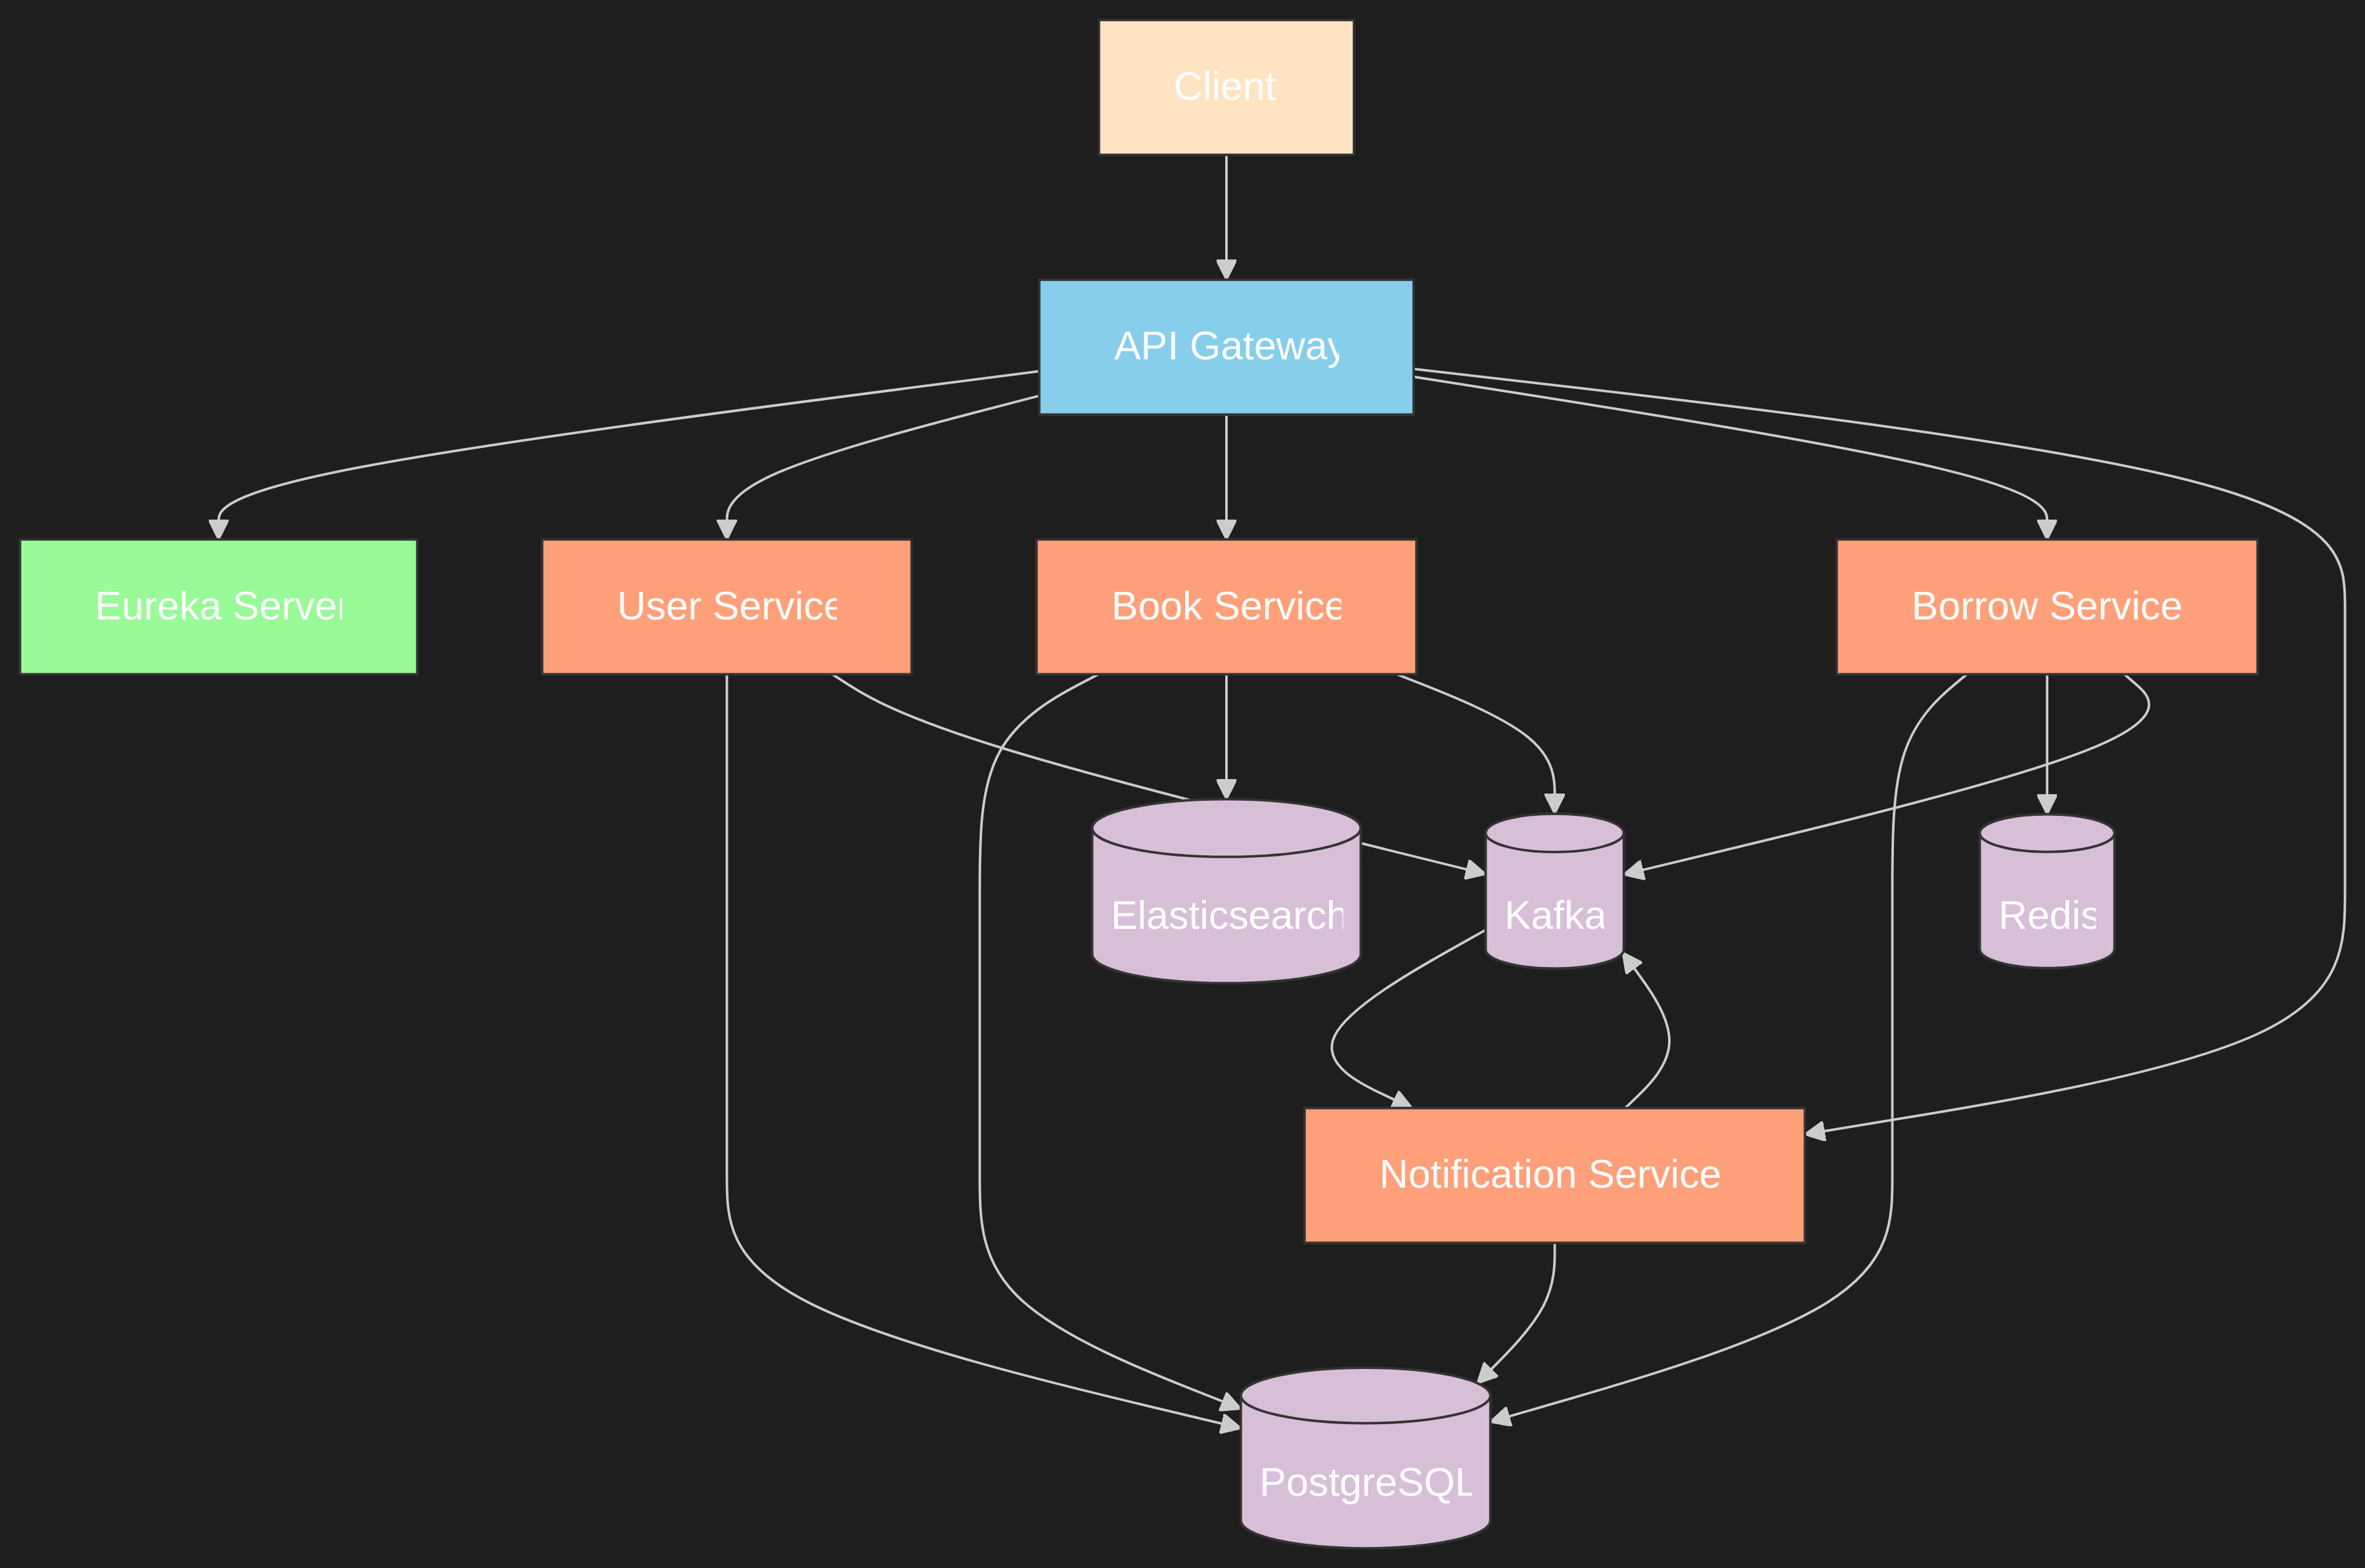 Client
API Gateway
Eureka Server
User Service
Book Service
Borrow Service
Elasticsearch
Kafka
Redis
Notification Service
PostgreSQL